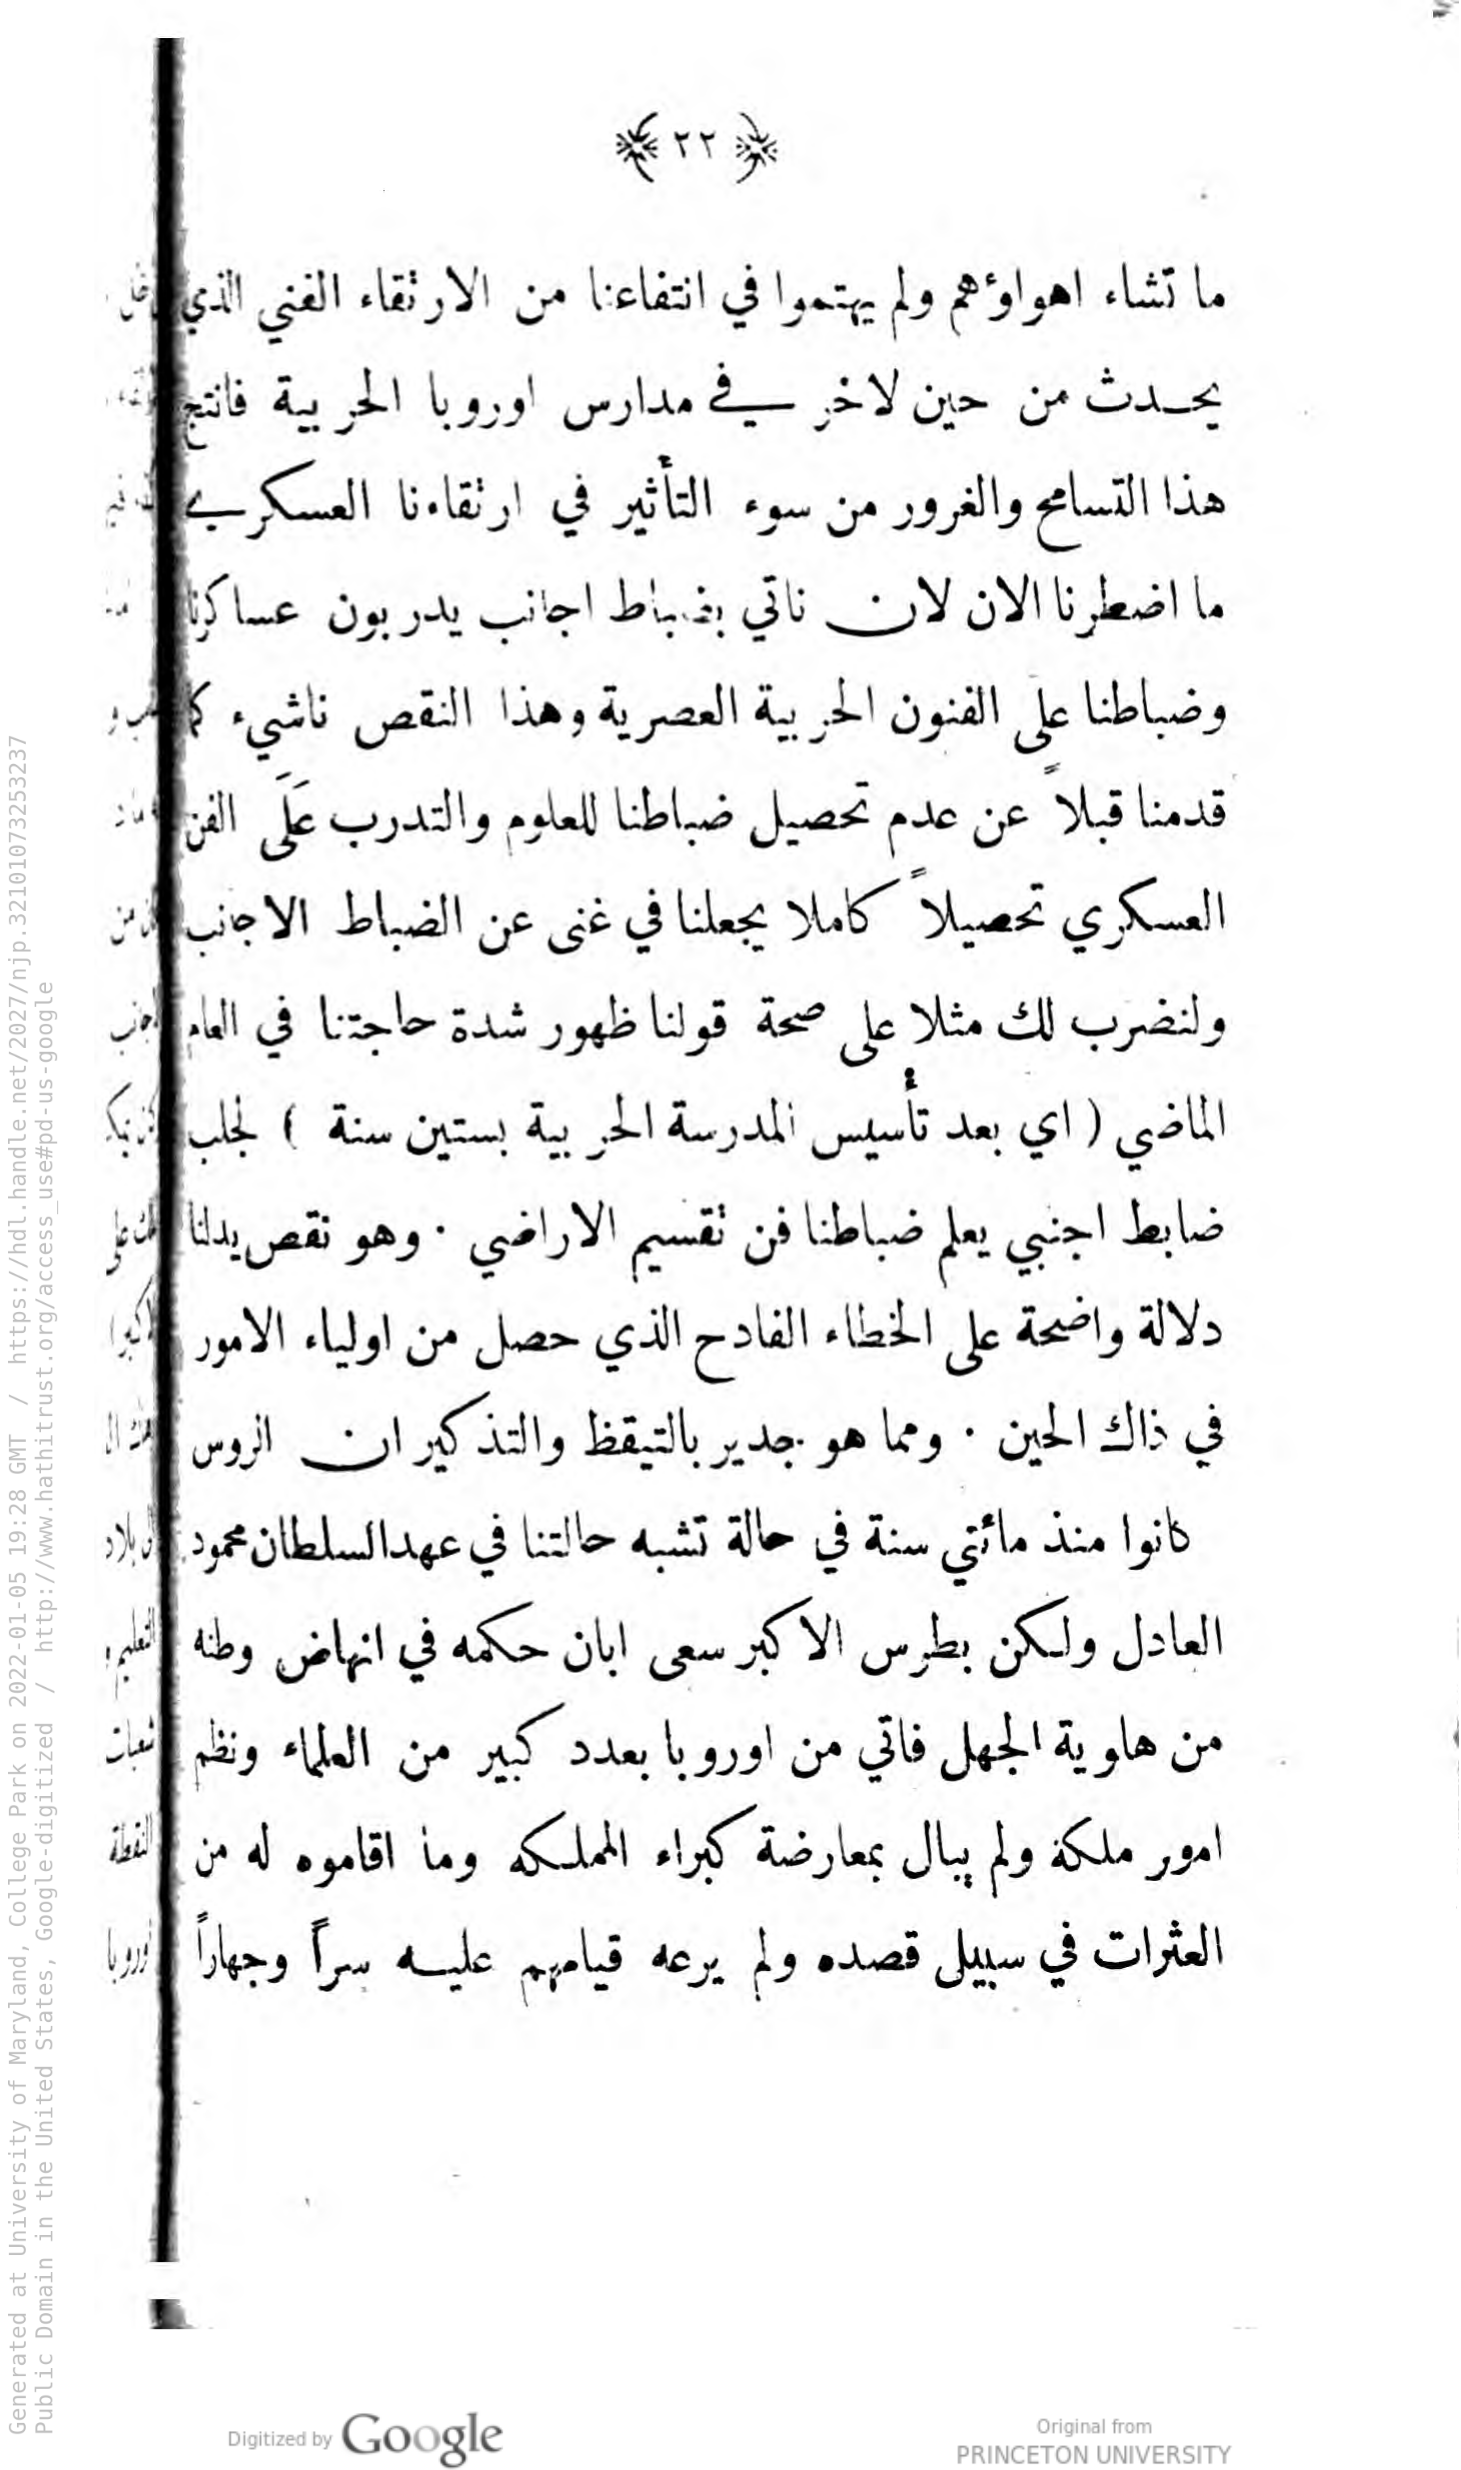 ﴿ ٢٢ ﴾
ما تشاء اهواؤهم ولم يهتموا في انتفاعنا من الارتقاء الفني الذي
يحدث من حين لاخر في مدارس اوروبا الحربية فانتج
هذا التسامح والغرور من سوء التأثير في ارتقاءنا العسكري
ما اضطرنا الان لان ناتي بضباط اجانب يدربون عساكرنا
وضباطنا على الفنون الحربية العصرية وهذا النقص ناشيء كما
قدمنا قبلاً عن عدم تحصيل ضباطنا للعلوم والتدرب عَلَى الفن
العسكري تحصيلاً كاملا يجعلنا في غنى عن الضباط الاجانب
ولنضرب لك مثلا على صحة قولنا ظهور شدة حاجتنا في العام
الماضي ( اي بعد تأسيس المدرسة الحربية بستين سنة ) لجلب
ضابط اجنبي يعلم ضباطنا فن تقسيم الاراضي . وهو نقص يدلنا
دلالة واضحة على الخطاء الفادح الذي حصل من اولياء الامور
في ذاك الحين . ومما هو جدير بالتيقظ والتذكير ان الروس
كانوا منذ مائتي سنة في حالة تشبه حالتنا في عهد السلطان محمود
العادل ولكن بطرس الاكبر سعى ابان حكمه في انهاض وطنه
من هاوية الجهل فاتي من اوروبا بعدد كبير من العلماء ونظم
امور ملكة ولم يبال بمعارضة كبراء المملكه وما اقاموه له من
العثرات في سبيل قصده ولم يرعه قيامهم عليه سراً وجهاراً
Generated at University of Maryland, College Park on 2022-01-05 19:28 GMT / https://hdl.handle.net/2027/njp.32101073253237
Public Domain in the United States, Google-digitized / http://www.hathitrust.org/access_use#pd-us-google
Digitized by Google
Original from
PRINCETON UNIVERSITY